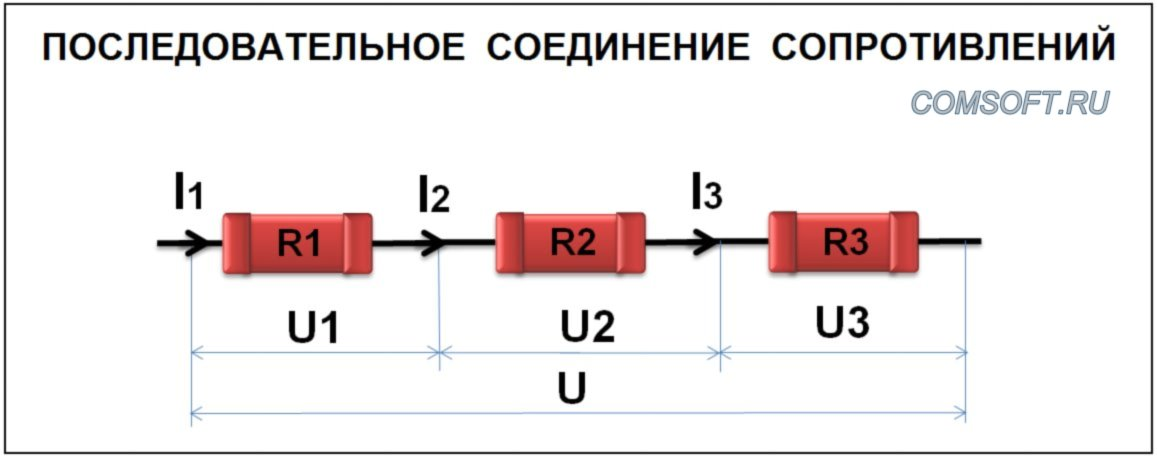 ПОСЛЕДОВАТЕЛЬНОЕ СОЕДИНЕНИЕ СОПРОТИВЛЕНИЙ
COMSOFT.RU
I1 I2 I3
R1 R2 R3
U1 U2 U3
U